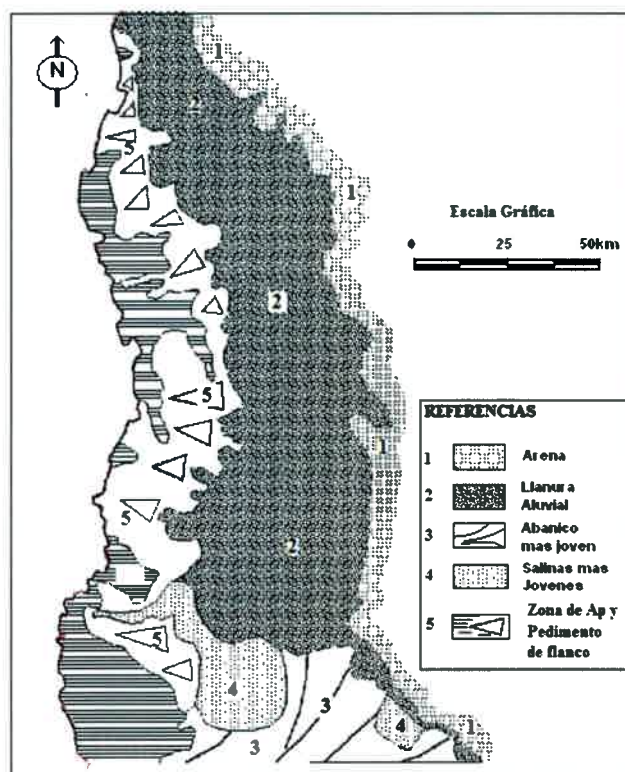 N
1
2
5
1
Escala Gráfica
0 25 50km
2
5
1
5
2
5
4
3
4
3
1
REFERENCIAS
1 Arena
2 Llanura
Aluvial
3 Abanico
mas joven
4 Salinas mas
Jovenes
5 Zona de Ap y
Pedimento
de flanco